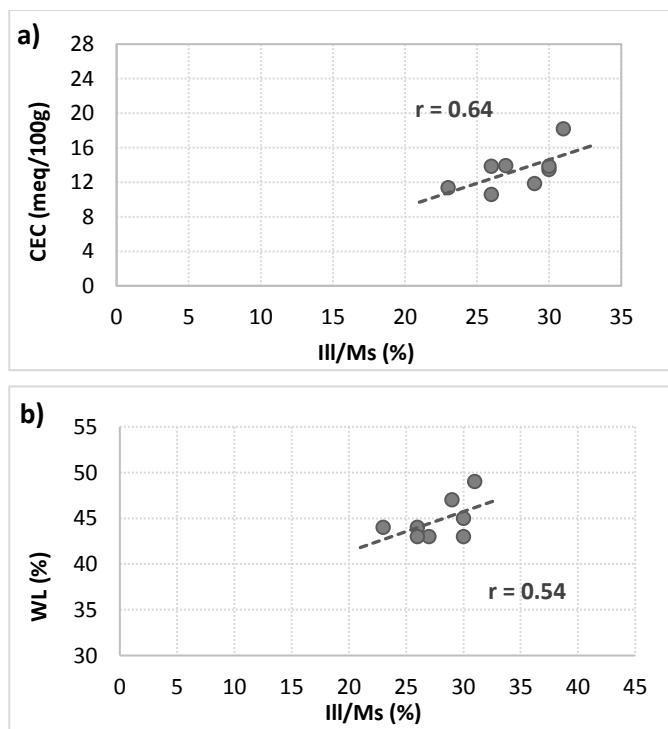 a)
28
24
20
16
12
8
4
0
CEC (meq/100g)
r = 0.64
0 5 10 15 20 25 30 35
Ill/Ms (%)
b)
55
50
45
40
35
30
WL (%)
r = 0.54
0 5 10 15 20 25 30 35 40 45
Ill/Ms (%)